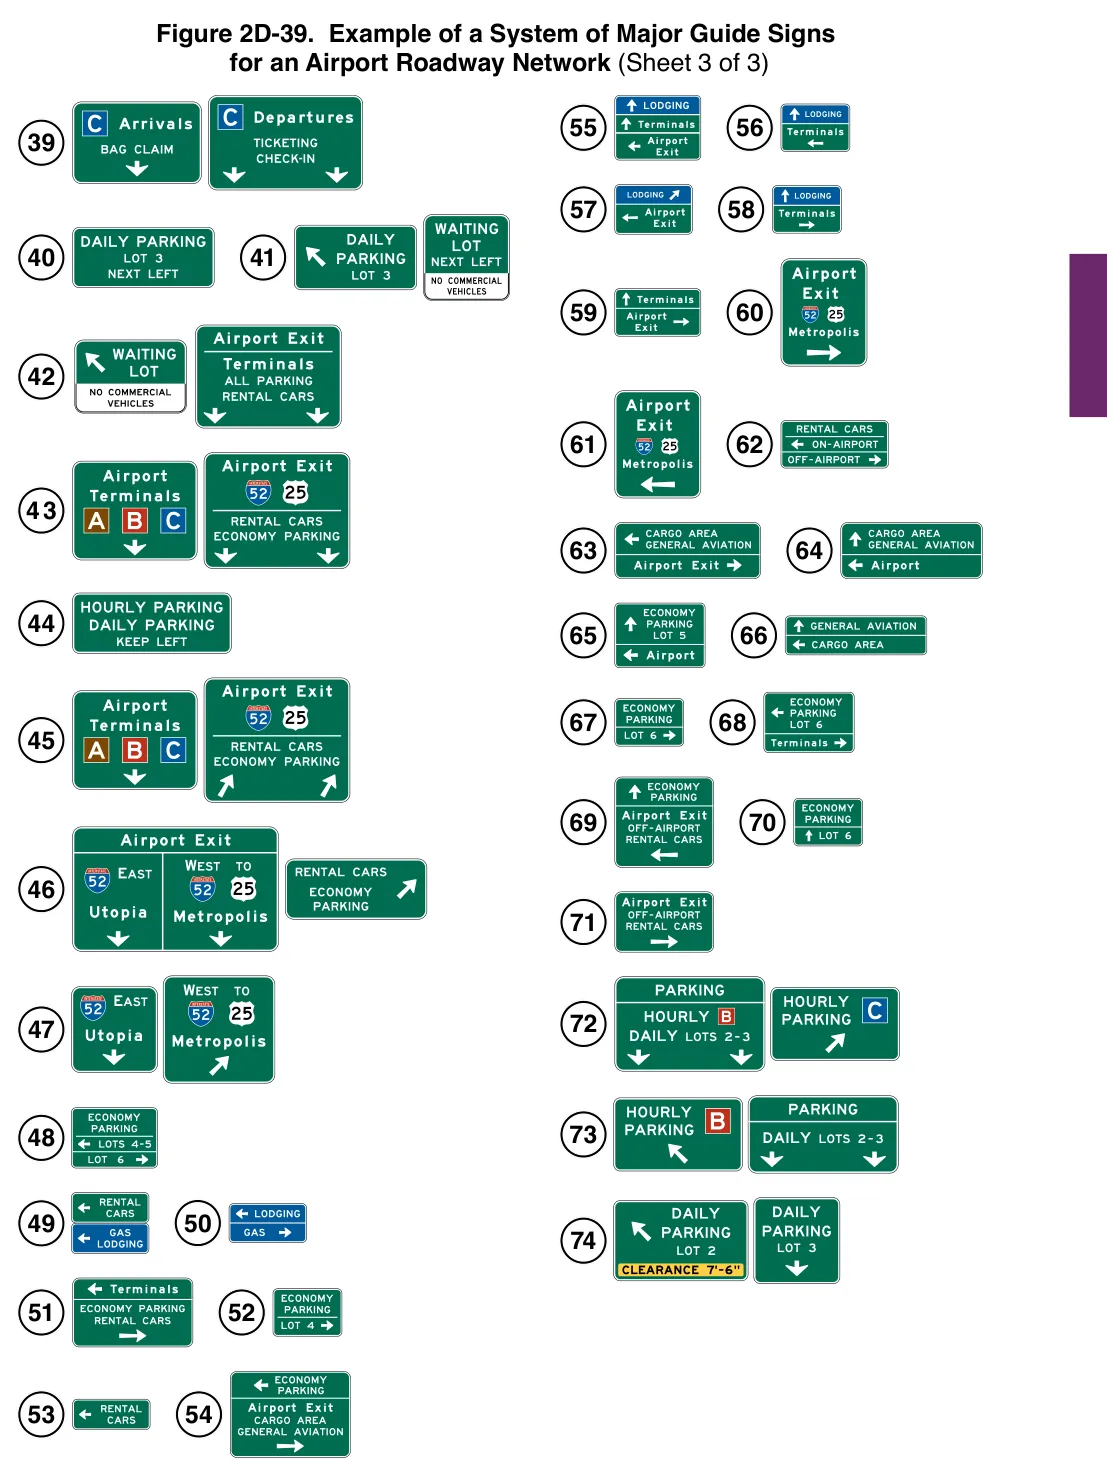 Figure 2D-39. Example of a System of Major Guide Signs
for an Airport Roadway Network (Sheet 3 of 3)
39
C Arrivals
BAG CLAIM
C Departures
TICKETING
CHECK-IN
40
DAILY PARKING
LOT 3
NEXT LEFT
41
DAILY
PARKING
LOT 3
WAITING
LOT
NEXT LEFT
NO COMMERCIAL
VEHICLES
42
WAITING
LOT
NO COMMERCIAL
VEHICLES
Airport Exit
Terminals
ALL PARKING
RENTAL CARS
43
Airport
Terminals
A B C
Airport Exit
52 25
RENTAL CARS
ECONOMY PARKING
44
HOURLY PARKING
DAILY PARKING
KEEP LEFT
45
Airport
Terminals
A B C
Airport Exit
52 25
RENTAL CARS
ECONOMY PARKING
46
Airport Exit
52 EAST
Utopia
WEST TO
52 25
Metropolis
RENTAL CARS
ECONOMY
PARKING
47
52 EAST
Utopia
WEST TO
52 25
Metropolis
48
ECONOMY
PARKING
LOTS 4-5
LOT 6
49
RENTAL
CARS
GAS
LODGING
50
LODGING
GAS
51
Terminals
ECONOMY PARKING
RENTAL CARS
52
ECONOMY
PARKING
LOT 4
53
RENTAL
CARS
54
ECONOMY
PARKING
Airport Exit
CARGO AREA
GENERAL AVIATION
55
LODGING
Terminals
Airport
Exit
56
LODGING
Terminals
57
LODGING
Airport
Exit
58
LODGING
Terminals
59
Terminals
Airport
Exit
60
Airport
Exit
52 25
Metropolis
61
Airport
Exit
52 25
Metropolis
62
RENTAL CARS
ON-AIRPORT
OFF-AIRPORT
63
CARGO AREA
GENERAL AVIATION
Airport Exit
64
CARGO AREA
GENERAL AVIATION
Airport
65
ECONOMY
PARKING
LOT 5
Airport
66
GENERAL AVIATION
CARGO AREA
67
ECONOMY
PARKING
LOT 6
68
ECONOMY
PARKING
LOT 6
Terminals
69
ECONOMY
PARKING
Airport Exit
OFF-AIRPORT
RENTAL CARS
70
ECONOMY
PARKING
LOT 6
71
Airport Exit
OFF-AIRPORT
RENTAL CARS
72
PARKING
HOURLY B
DAILY LOTS 2-3
HOURLY
PARKING C
73
HOURLY
PARKING B
PARKING
DAILY LOTS 2-3
74
DAILY
PARKING
LOT 2
CLEARANCE 7'-6"
DAILY
PARKING
LOT 3